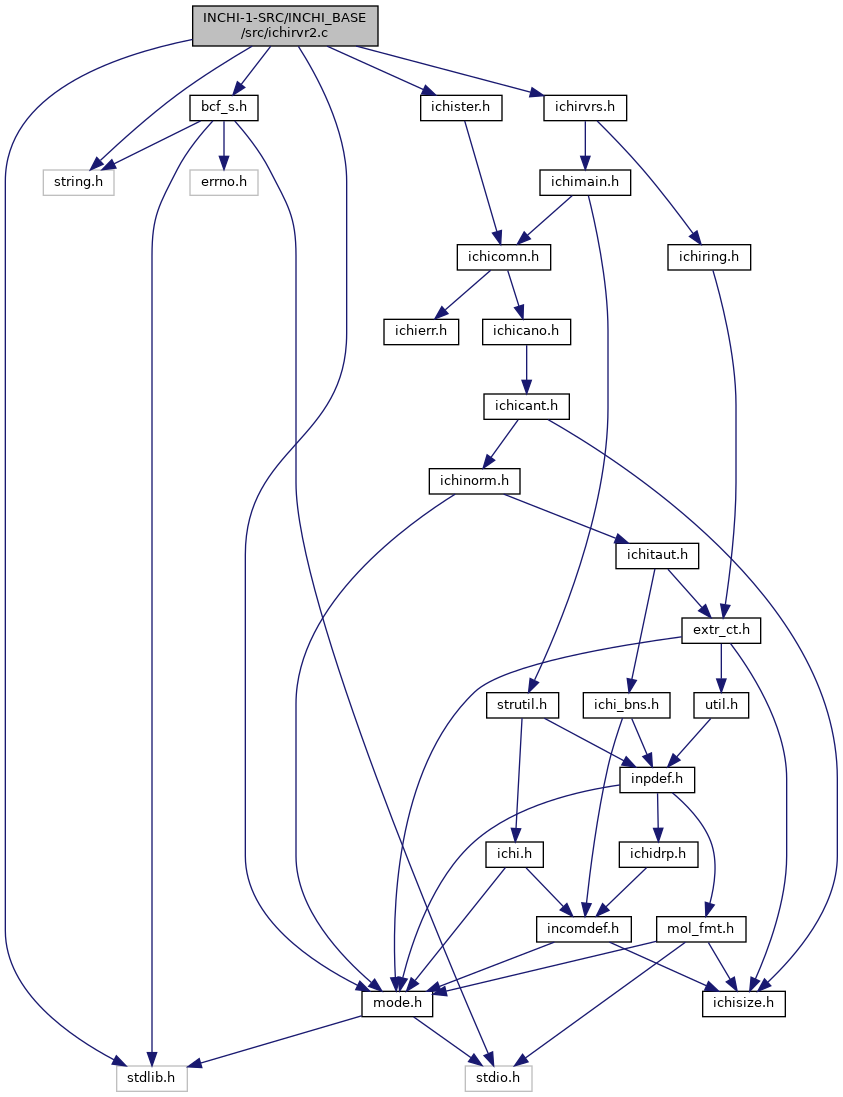 INCHI-1-SRC/INCHI_BASE
/src/ichirvr2.c
bcf_s.h
ichister.h
ichirvrs.h
string.h
errno.h
ichimain.h
ichicomn.h
ichiring.h
ichierr.h
ichicano.h
ichicant.h
ichinorm.h
ichitaut.h
extr_ct.h
strutil.h
ichi_bns.h
util.h
inpdef.h
ichi.h
ichidrp.h
incomdef.h
mol_fmt.h
mode.h
ichisize.h
stdlib.h
stdio.h